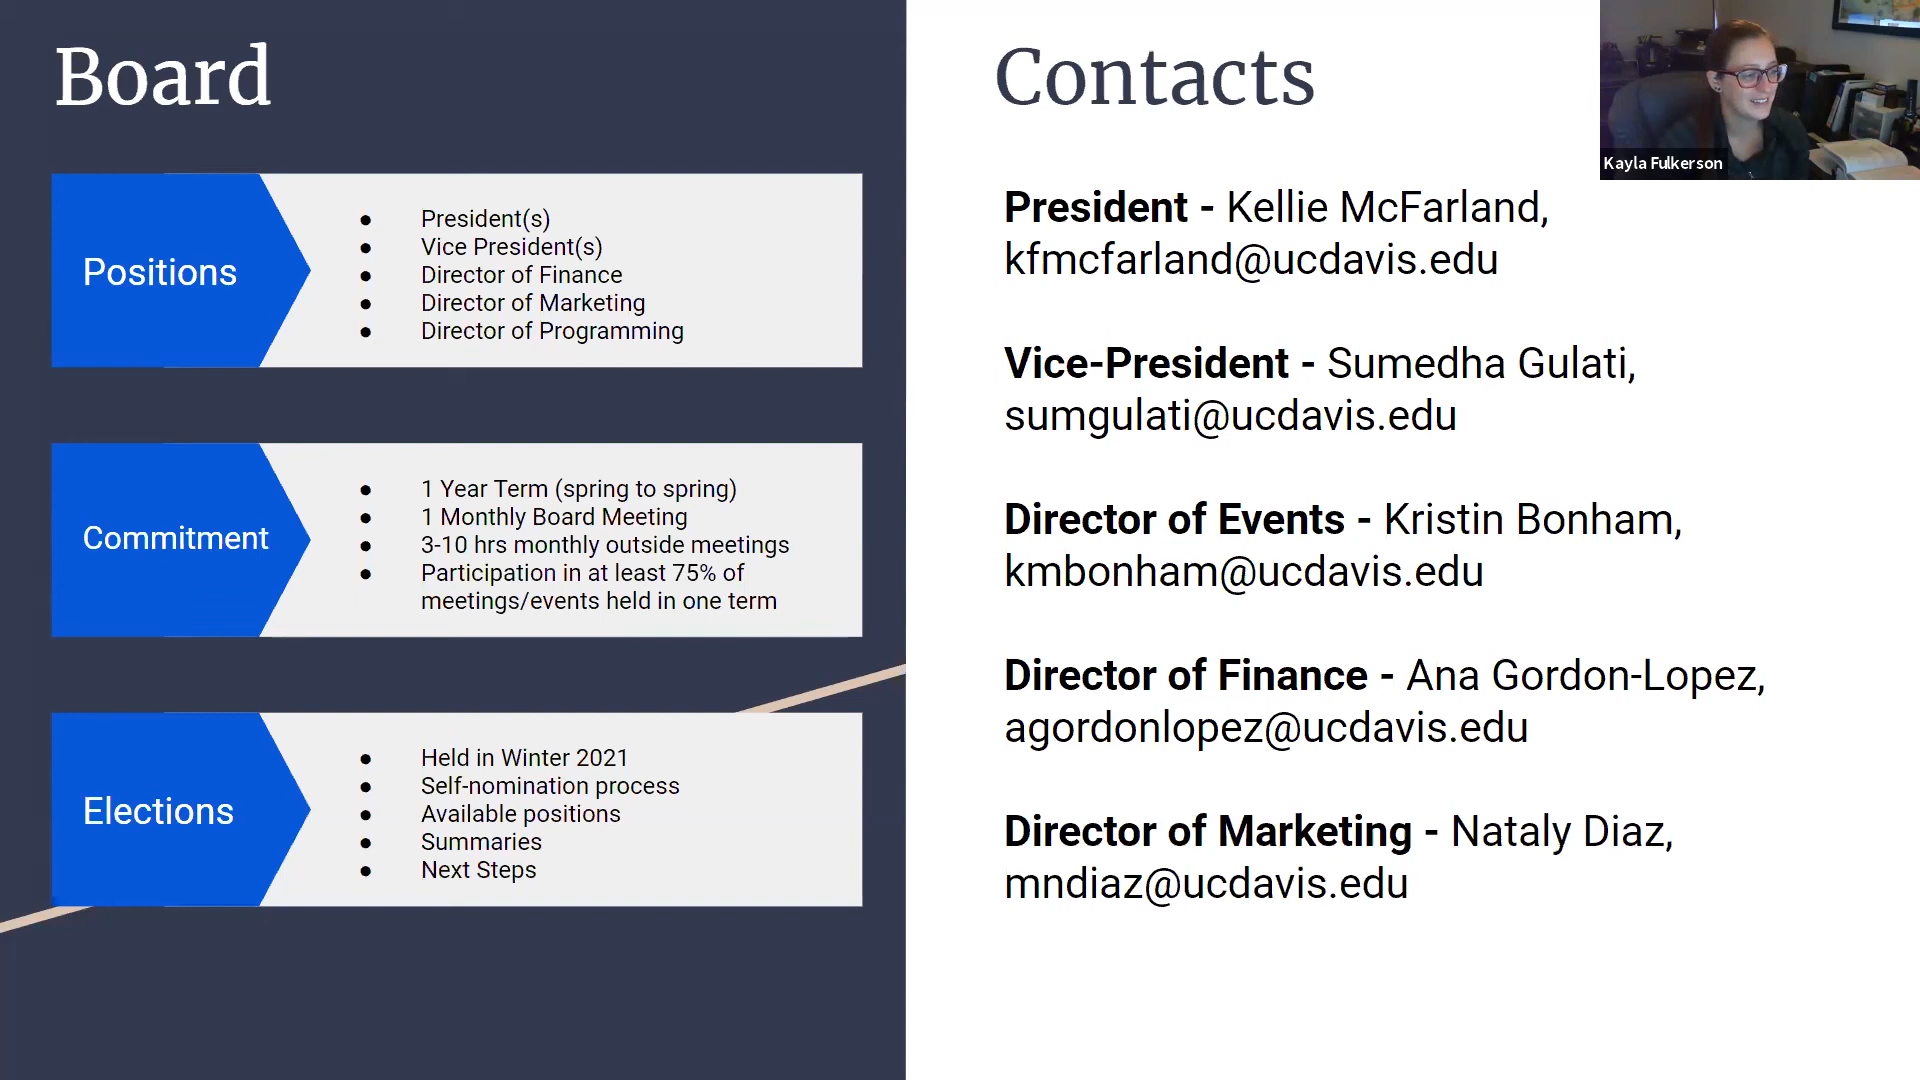 Board
Positions
● President(s)
● Vice President(s)
● Director of Finance
● Director of Marketing
● Director of Programming
Commitment
● 1 Year Term (spring to spring)
● 1 Monthly Board Meeting
● 3-10 hrs monthly outside meetings
● Participation in at least 75% of
meetings/events held in one term
Elections
● Held in Winter 2021
● Self-nomination process
● Available positions
● Summaries
● Next Steps
Contacts
President - Kellie McFarland,
kfmcfarland@ucdavis.edu
Vice-President - Sumedha Gulati,
sumgulati@ucdavis.edu
Director of Events - Kristin Bonham,
kmbonham@ucdavis.edu
Director of Finance - Ana Gordon-Lopez,
agordonlopez@ucdavis.edu
Director of Marketing - Nataly Diaz,
mndiaz@ucdavis.edu
Kayla Fulkerson